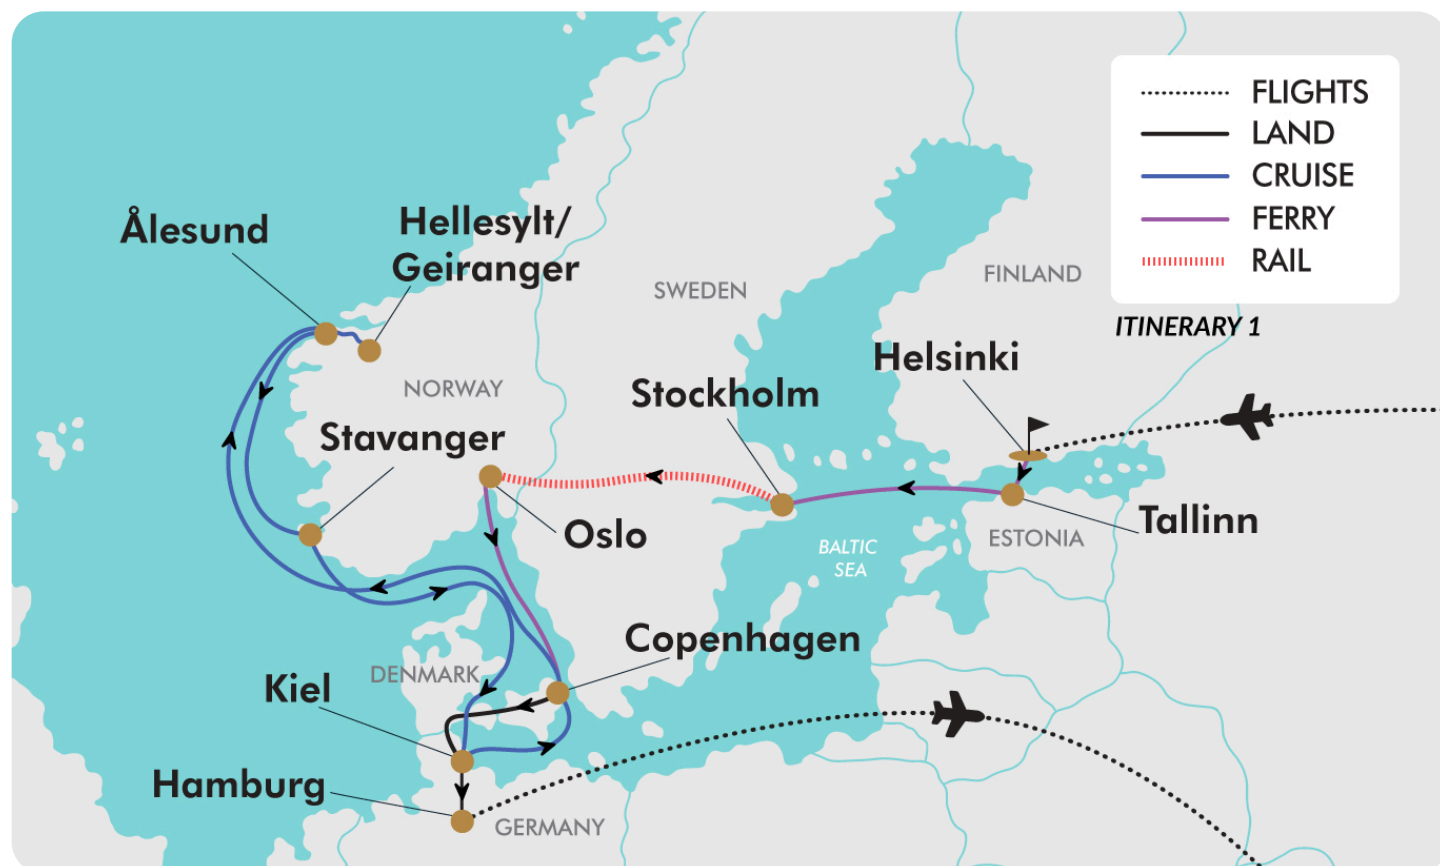 FLIGHTS
LAND
CRUISE
FERRY
RAIL
ITINERARY 1
Ålesund
Hellesylt/
Geiranger
SWEDEN
FINLAND
Helsinki
NORWAY
Stockholm
Stavanger
Oslo
Tallinn
ESTONIA
BALTIC
SEA
Copenhagen
DENMARK
Kiel
Hamburg
GERMANY